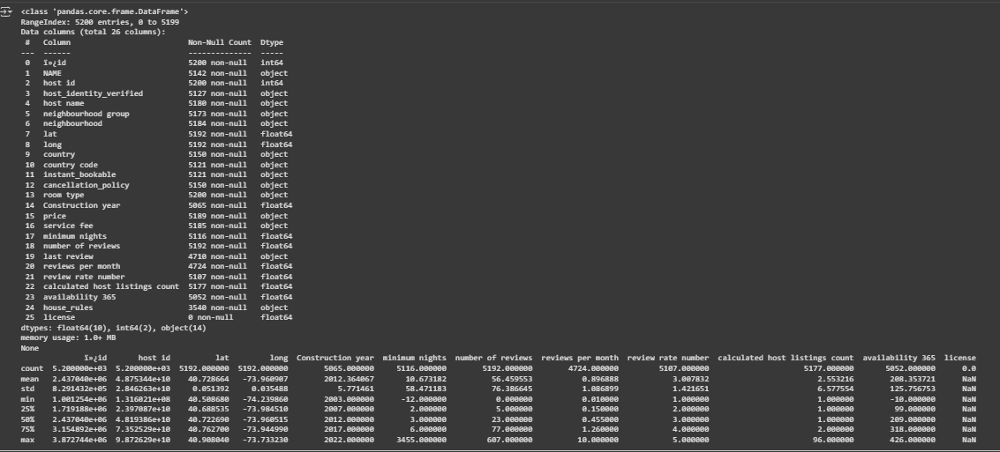 <class 'pandas.core.frame.DataFrame'>
RangeIndex: 5200 entries, 0 to 5199
Data columns (total 26 columns):
 #   Column                          Non-Null Count  Dtype
---  ------                          --------------  -----
 0   ï»¿id                           5200 non-null   int64
 1   NAME                            5142 non-null   object
 2   host id                         5200 non-null   int64
 3   host_identity_verified          5127 non-null   object
 4   host name                       5180 non-null   object
 5   neighbourhood group             5173 non-null   object
 6   neighbourhood                   5184 non-null   object
 7   lat                             5192 non-null   float64
 8   long                            5192 non-null   float64
 9   country                         5150 non-null   object
 10  country code                    5121 non-null   object
 11  instant_bookable                5121 non-null   object
 12  cancellation_policy             5150 non-null   object
 13  room type                       5200 non-null   object
 14  Construction year               5065 non-null   float64
 15  price                           5189 non-null   object
 16  service fee                     5185 non-null   object
 17  minimum nights                  5116 non-null   float64
 18  number of reviews               5192 non-null   float64
 19  last review                     4710 non-null   object
 20  reviews per month               4724 non-null   float64
 21  review rate number              5107 non-null   float64
 22  calculated host listings count  5177 non-null   float64
 23  availability 365                5052 non-null   float64
 24  house_rules                     3540 non-null   object
 25  license                         0 non-null      float64
dtypes: float64(10), int64(2), object(14)
memory usage: 1.0+ MB
None
ï»¿id host id lat long Construction year minimum nights number of reviews reviews per month review rate number calculated host listings count availability 365 license
count 5.200000e+03 5.200000e+03 5192.000000 5192.000000 5065.000000 5116.000000 5192.000000 4724.000000 5107.000000 5177.000000 5052.000000 0.0
mean 2.437040e+06 4.875344e+10 40.728664 -73.960907 2012.364067 10.673182 56.459553 0.896888 3.007832 2.553216 208.353721 NaN
std 8.291432e+05 2.846263e+10 0.051392 0.035488 5.771461 58.471183 76.386645 1.086899 1.421651 6.577554 125.756753 NaN
min 1.001254e+06 1.316021e+08 40.508680 -74.239860 2003.000000 -12.000000 0.000000 0.010000 1.000000 1.000000 -10.000000 NaN
25% 1.719188e+06 2.397087e+10 40.688535 -73.984510 2007.000000 2.000000 5.000000 0.150000 2.000000 1.000000 99.000000 NaN
50% 2.437040e+06 4.819386e+10 40.722690 -73.960515 2012.000000 3.000000 23.000000 0.455000 3.000000 1.000000 209.000000 NaN
75% 3.154892e+06 7.352529e+10 40.762700 -73.944990 2017.000000 6.000000 77.000000 1.260000 4.000000 2.000000 318.000000 NaN
max 3.872744e+06 9.872629e+10 40.908040 -73.733230 2022.000000 3455.000000 607.000000 10.000000 5.000000 96.000000 426.000000 NaN